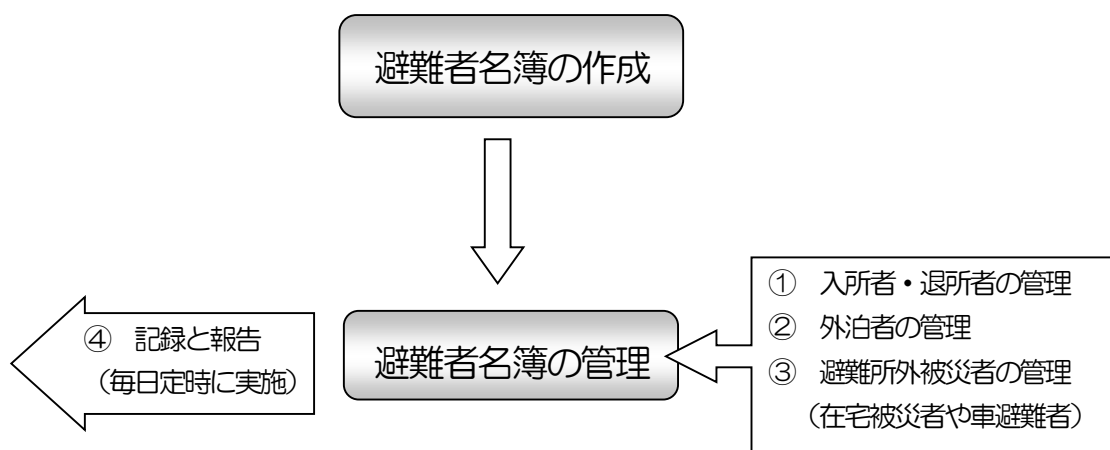 避難者名簿の作成
① 入所者・退所者の管理
② 外泊者の管理
③ 避難所外被災者の管理
（在宅被災者や車避難者）
避難者名簿の管理
④ 記録と報告
（毎日定時に実施）